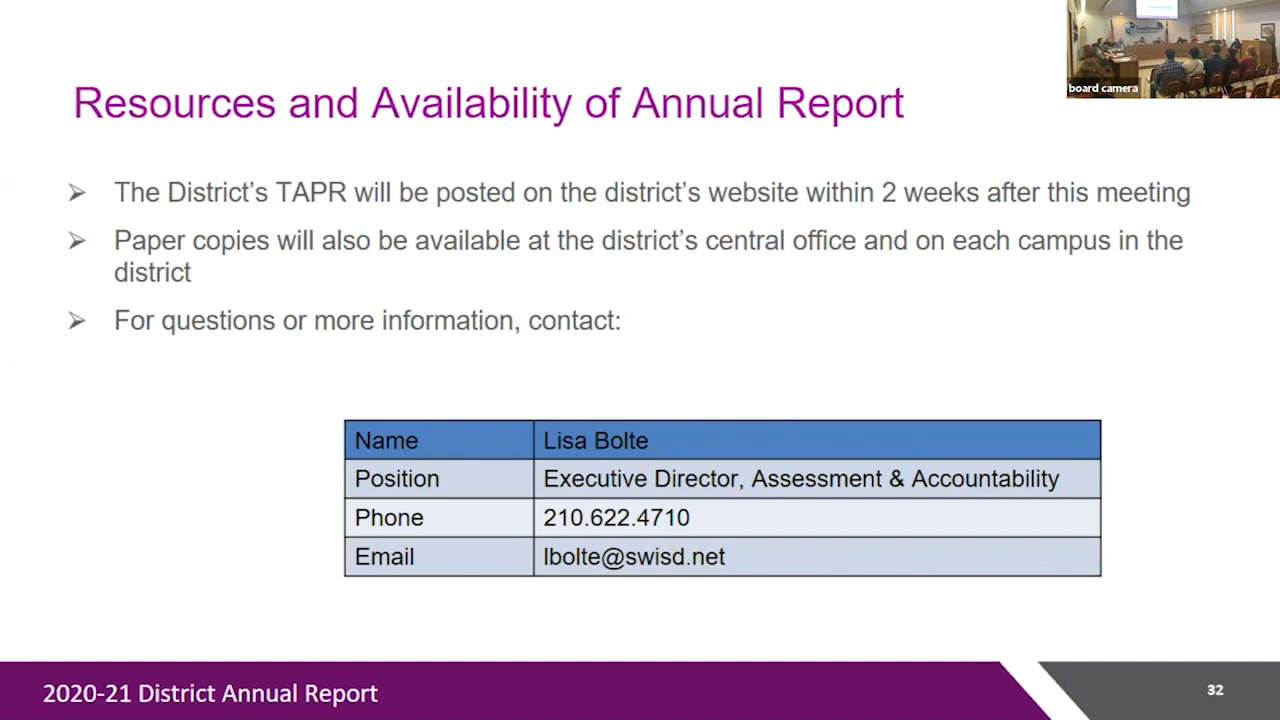 board camera
Resources and Availability of Annual Report
The District's TAPR will be posted on the district's website within 2 weeks after this meeting
Paper copies will also be available at the district's central office and on each campus in the
district
For questions or more information, contact:
Name Lisa Bolte
Position Executive Director, Assessment & Accountability
Phone 210.622.4710
Email lbolte@swisd.net
2020-21 District Annual Report
32